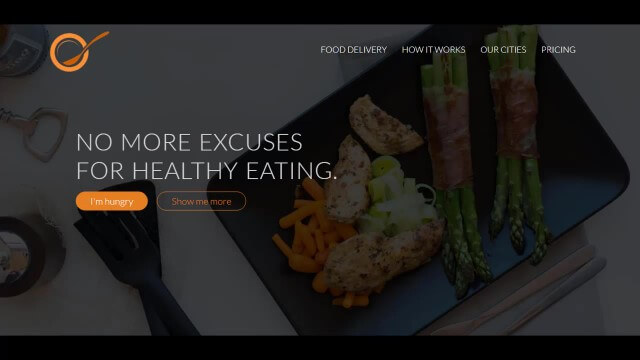 FOOD DELIVERY HOW IT WORKS OUR CITIES PRICING
NO MORE EXCUSES
FOR HEALTHY EATING.
I'm hungry Show me more